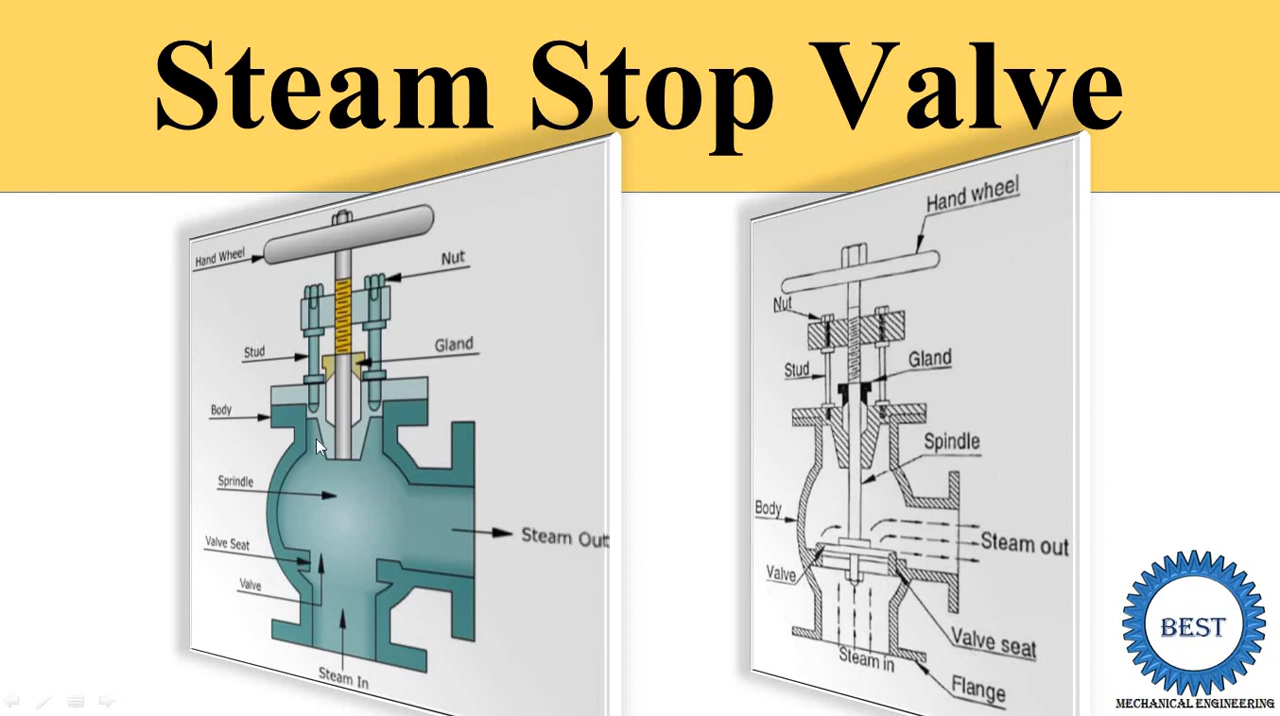 Steam Stop Valve
Hand Wheel
Nut
Stud
Gland
Body
Sprindle
Steam Out
Valve Seat
Valve
Steam In
Hand wheel
Nut
Stud
Gland
Spindle
Body
Steam out
Valve
Valve seat
Steam in
Flange
BEST
MECHANICAL ENGINEERING